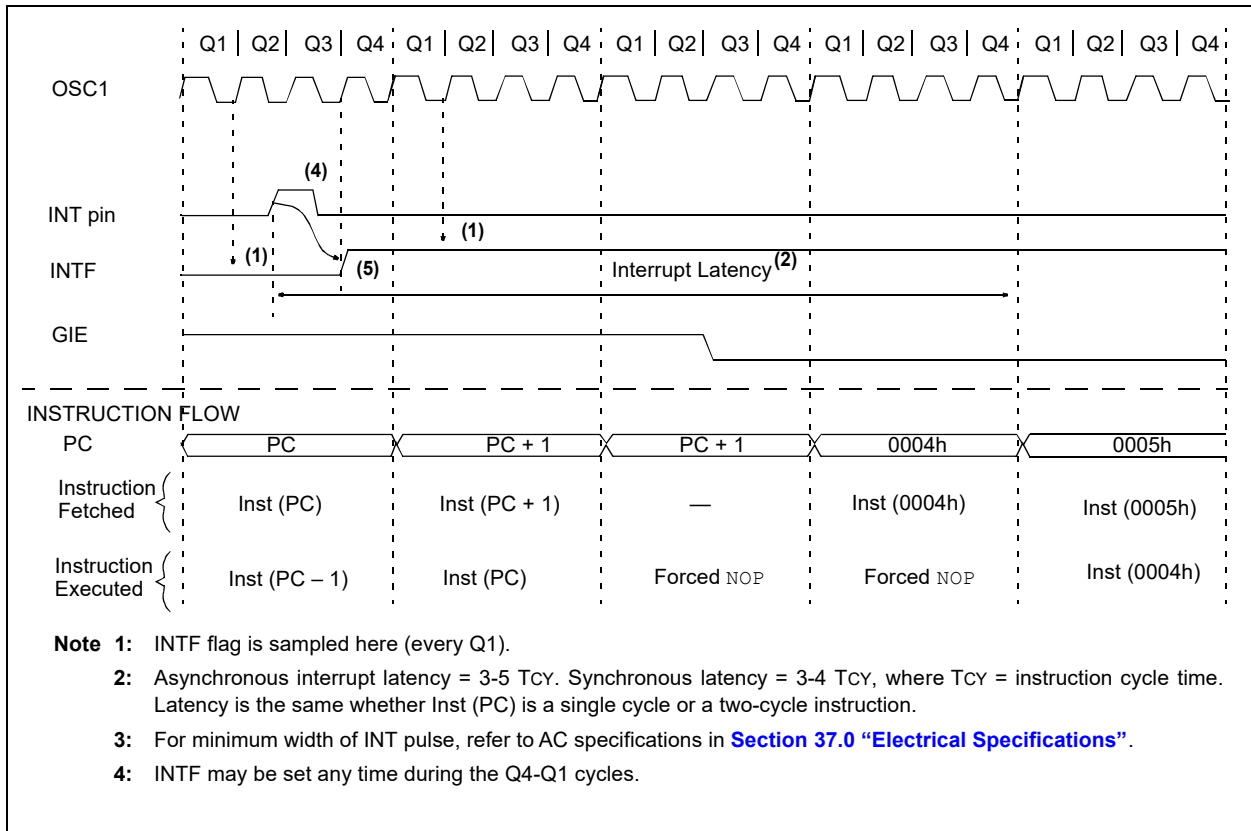 Q1 Q2 Q3 Q4 Q1 Q2 Q3 Q4 Q1 Q2 Q3 Q4 Q1 Q2 Q3 Q4 Q1 Q2 Q3 Q4
OSC1
(4)
INT pin
(1)
(1)
INTF
(5)
Interrupt Latency(2)
GIE
INSTRUCTION FLOW
PC PC PC + 1 PC + 1 0004h 0005h
Instruction
Fetched
Inst (PC) Inst (PC + 1) — Inst (0004h) Inst (0005h)
Instruction
Executed
Inst (PC – 1) Inst (PC) Forced NOP Forced NOP Inst (0004h)
Note 1: INTF flag is sampled here (every Q1).
2: Asynchronous interrupt latency = 3-5 TCY. Synchronous latency = 3-4 TCY, where TCY = instruction cycle time.
Latency is the same whether Inst (PC) is a single cycle or a two-cycle instruction.
3: For minimum width of INT pulse, refer to AC specifications in Section 37.0 “Electrical Specifications”.
4: INTF may be set any time during the Q4-Q1 cycles.